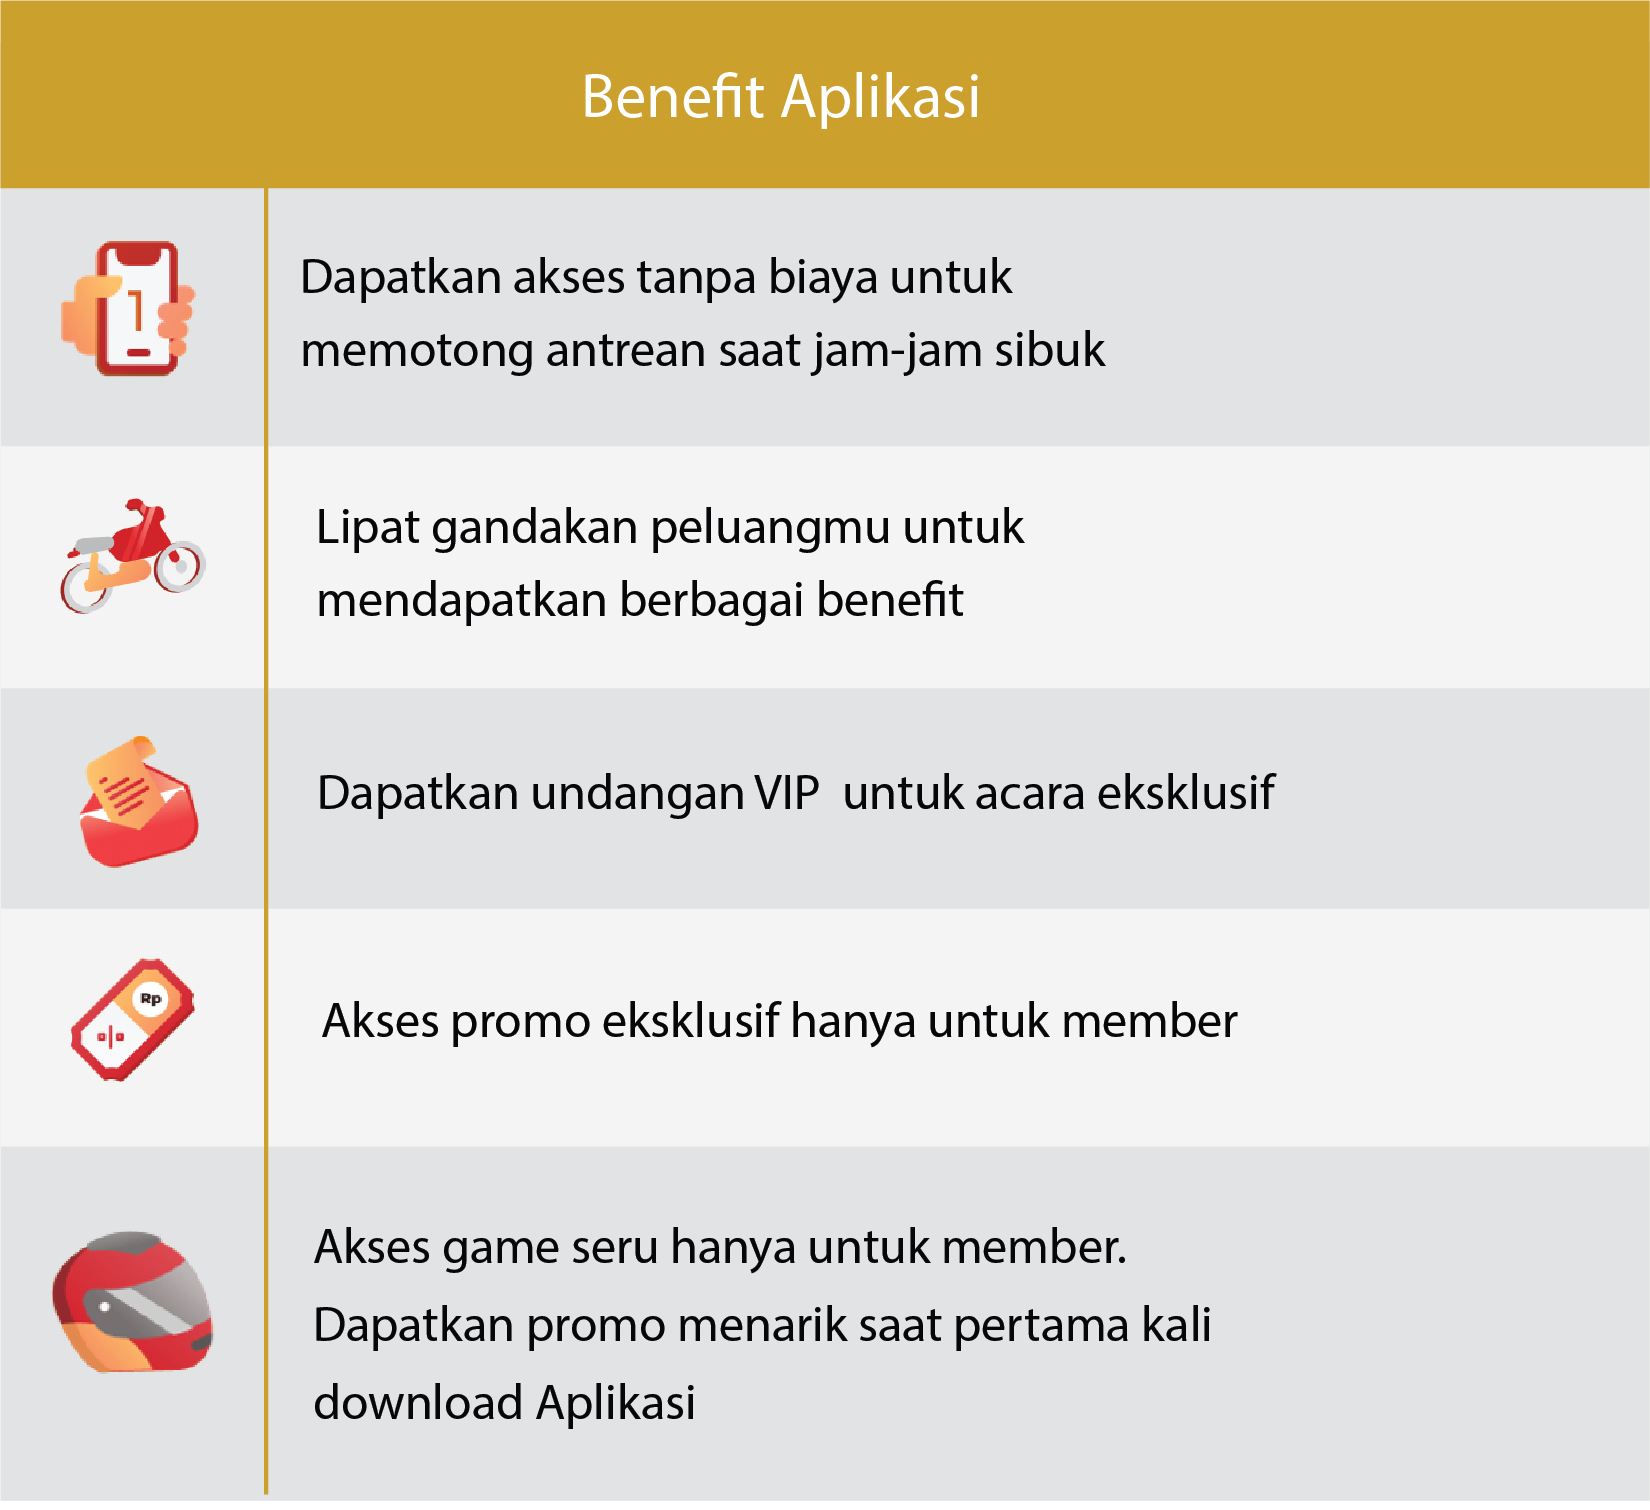 Benefit Aplikasi
1
Dapatkan akses tanpa biaya untuk
memotong antrean saat jam-jam sibuk
Lipat gandakan peluangmu untuk
mendapatkan berbagai benefit
Dapatkan undangan VIP  untuk acara eksklusif
Rp
Akses promo eksklusif hanya untuk member
Akses game seru hanya untuk member.
Dapatkan promo menarik saat pertama kali
download Aplikasi